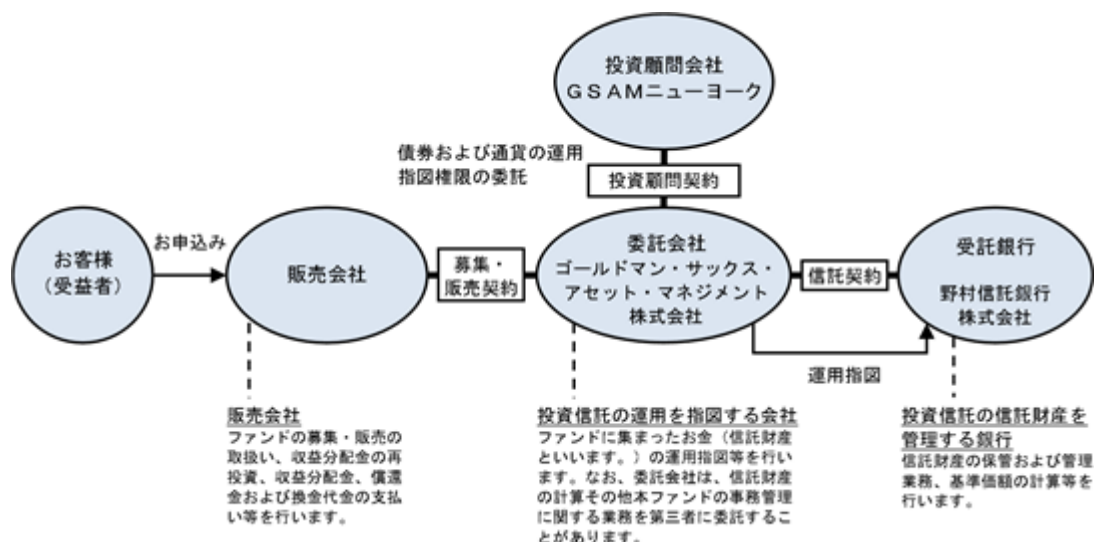 投資顧問会社
GSAMニューヨーク
債券および通貨の運用
指図権限の委託
投資顧問契約
お客様
(受益者)
お申込み
販売会社
募集・
販売契約
委託会社
ゴールドマン・サックス・
アセット・マネジメント
株式会社
信託契約
受託銀行
野村信託銀行
株式会社
運用指図
販売会社
ファンドの募集・販売の
取扱い、収益分配金の再
投資、収益分配金、償還
金および換金代金の支払
い等を行います。
投資信託の運用を指図する会社
ファンドに集まったお金(信託財産
といいます。)の運用指図等を行い
ます。なお、委託会社は、信託財産
の計算その他本ファンドの事務管理
に関する業務を第三者に委託するこ
とがあります。
投資信託の信託財産を
管理する銀行
信託財産の保管および管理
業務、基準価額の計算等を
行います。